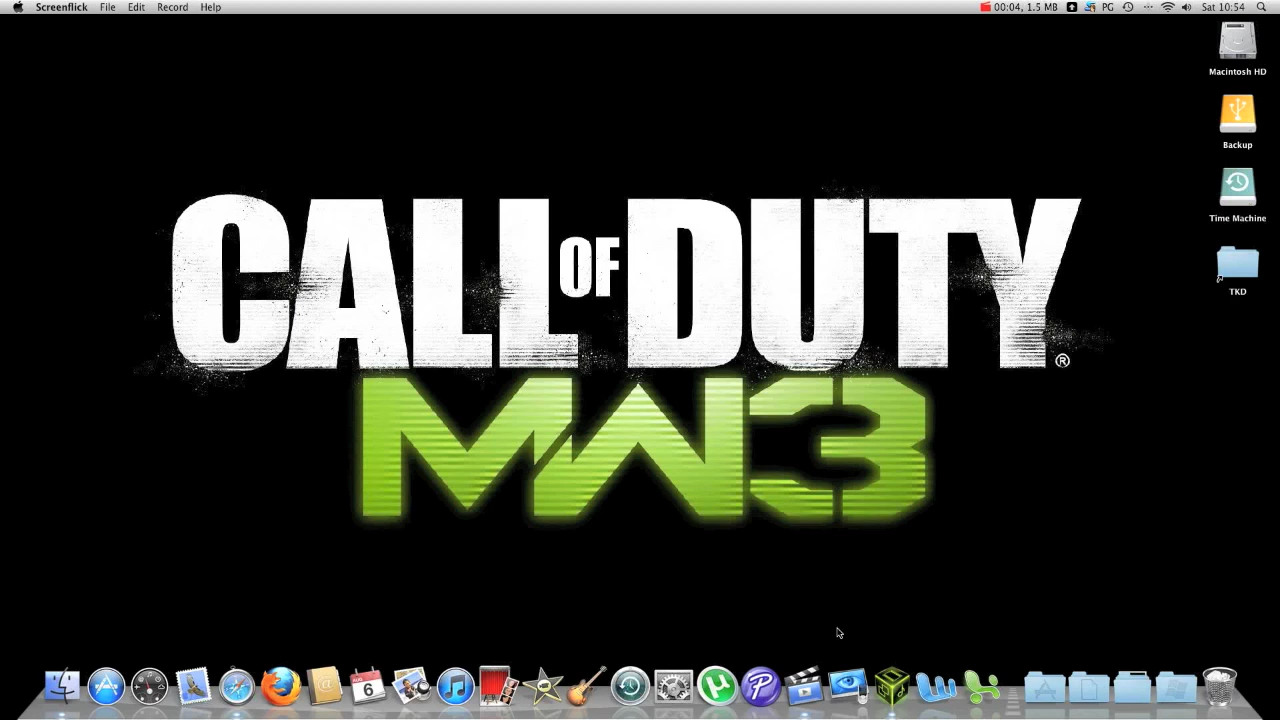 Screenflick File Edit Record Help 00:04, 1.5 MB PG Sat 10:54
Macintosh HD
Backup
Time Machine
TKD
CALL OF DUTY®
MW3
AUG
6